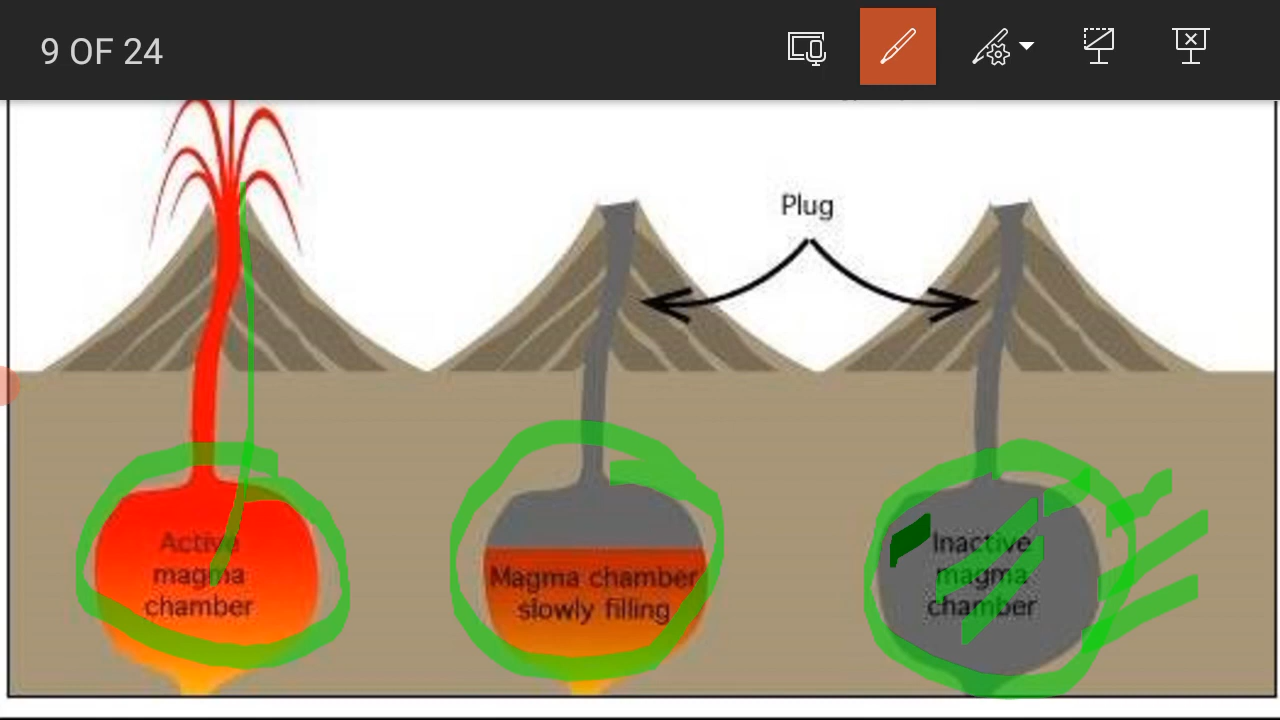 9 OF 24
Plug
Active
magma
chamber
Magma chamber
slowly filling
Inactive
magma
chamber